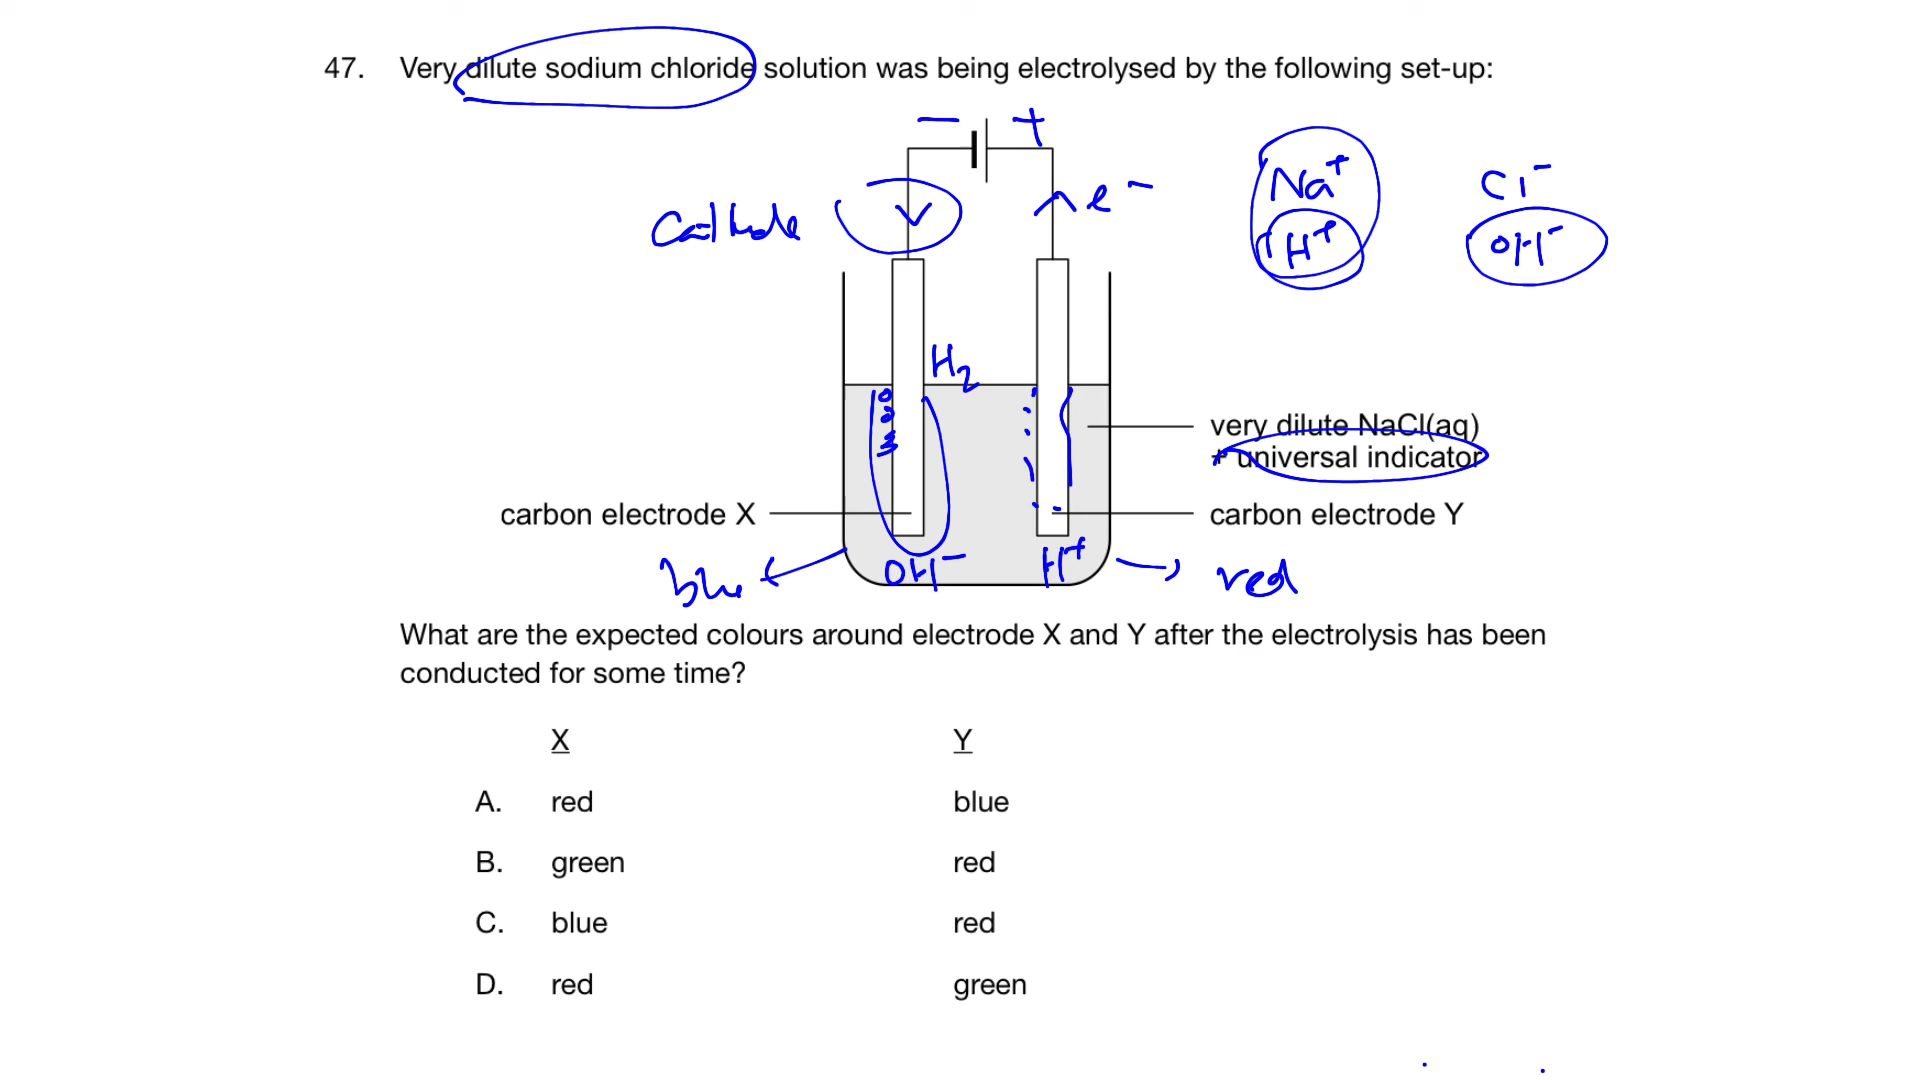 47. Very dilute sodium chloride solution was being electrolysed by the following set-up:
− +
Cathode
e⁻
Na⁺ Cl⁻
H⁺ OH⁻
H₂
very dilute NaCl(aq)
+ universal indicator
carbon electrode X
carbon electrode Y
OH⁻ H⁺
blue red
What are the expected colours around electrode X and Y after the electrolysis has been
conducted for some time?
X Y
A. red blue
B. green red
C. blue red
D. red green